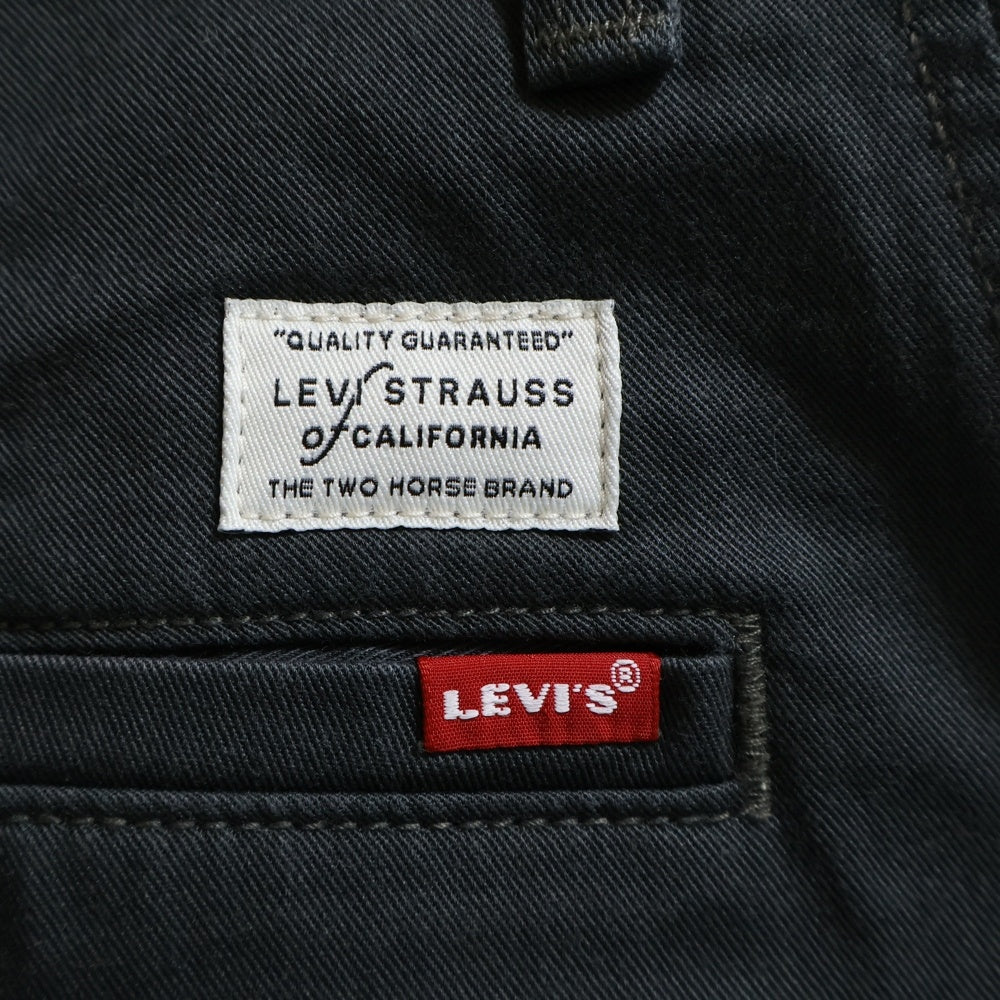 "QUALITY GUARANTEED"
LEVI STRAUSS
of CALIFORNIA
THE TWO HORSE BRAND
LEVI'S®